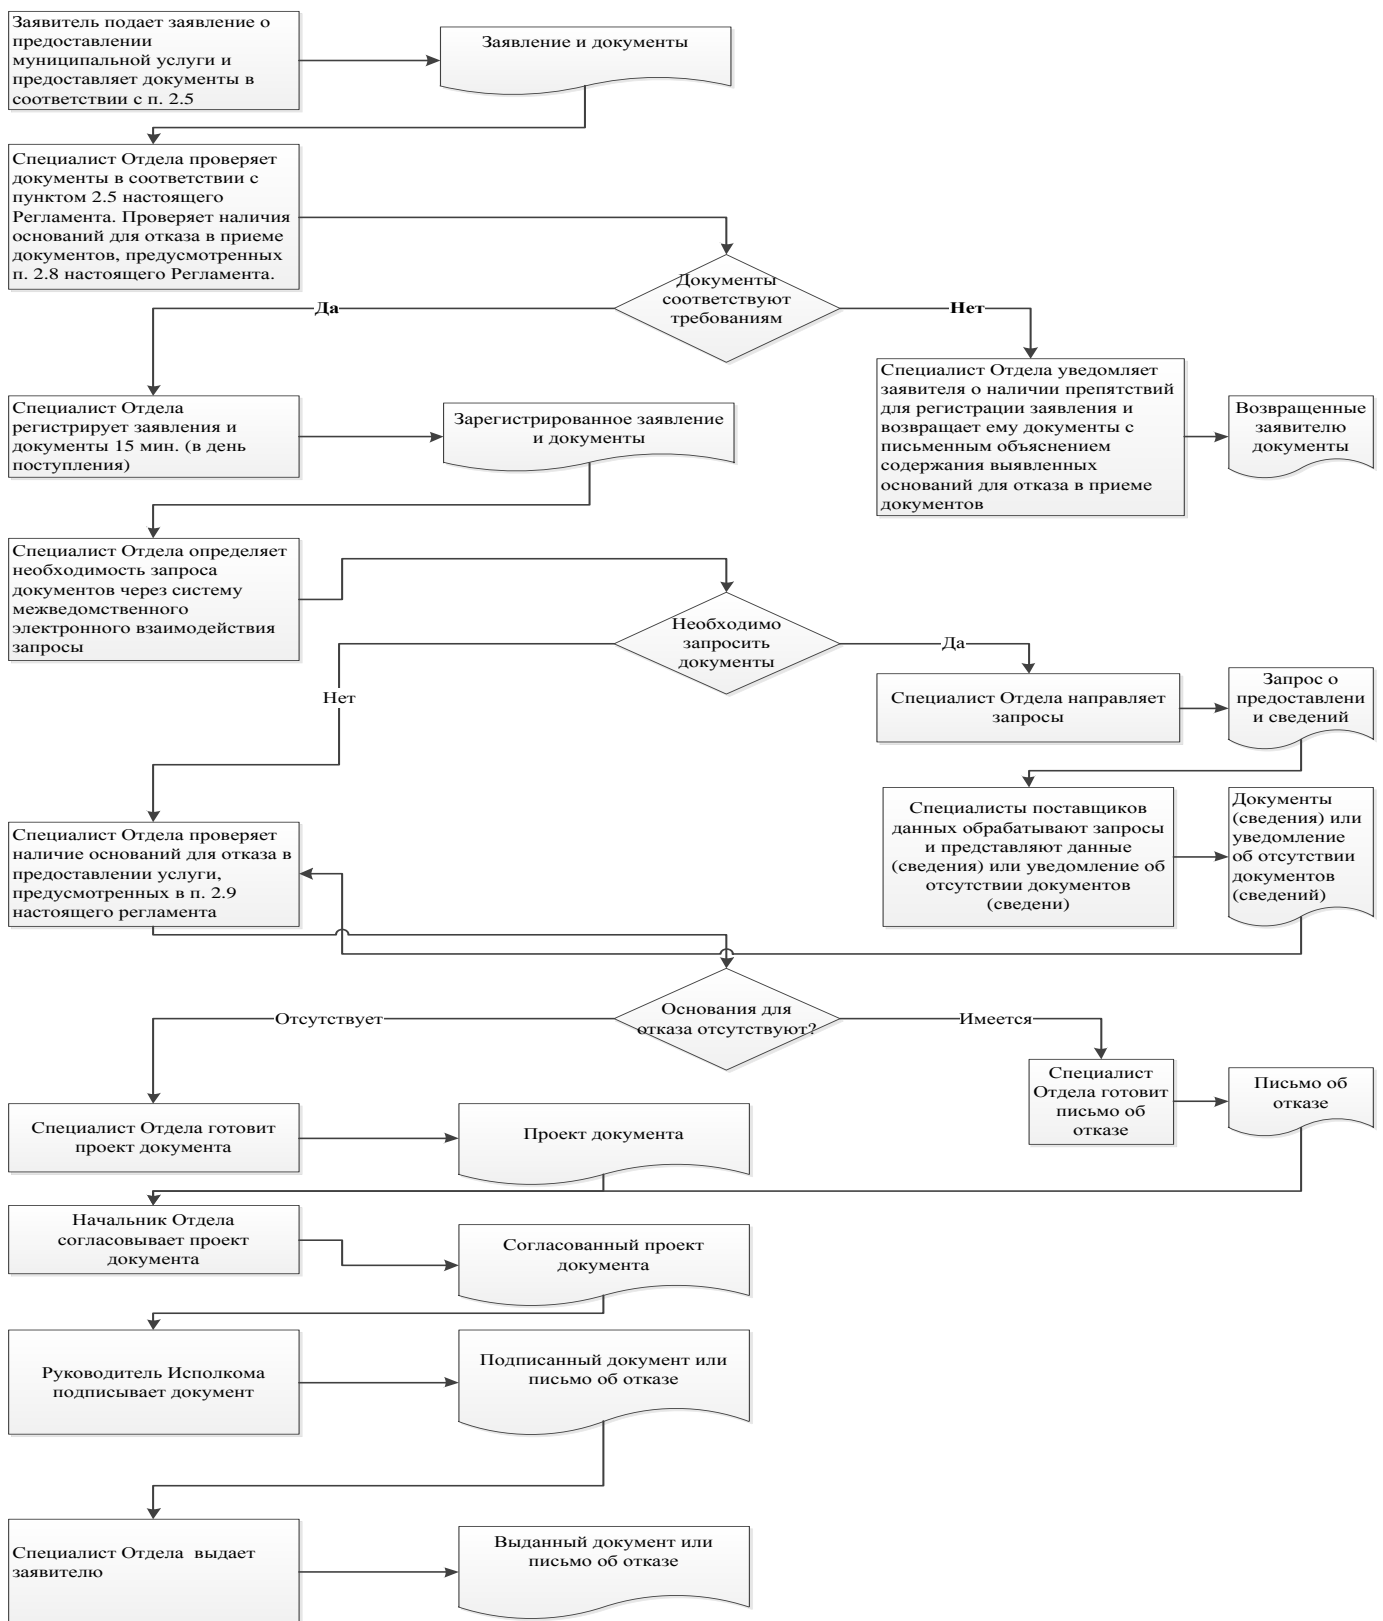 Заявитель подает заявление о
предоставлении
муниципальной услуги и
предоставляет документы в
соответствии с п. 2.5
Заявление и документы
Специалист Отдела проверяет
документы в соответствии с
пунктом 2.5 настоящего
Регламента. Проверяет наличия
оснований для отказа в приеме
документов, предусмотренных
п. 2.8 настоящего Регламента.
Документы
соответствуют
требованиям
Да
Нет
Специалист Отдела
регистрирует заявления и
документы 15 мин. (в день
поступления)
Зарегистрированное заявление
и документы
Специалист Отдела уведомляет
заявителя о наличии препятствий
для регистрации заявления и
возвращает ему документы с
письменным объяснением
содержания выявленных
оснований для отказа в приеме
документов
Возвращенные
заявителю
документы
Специалист Отдела определяет
необходимость запроса
документов через систему
межведомственного
электронного взаимодействия
запросы
Необходимо
запросить
документы
Да
Нет
Специалист Отдела направляет
запросы
Запрос о
предоставлени
и сведений
Специалисты поставщиков
данных обрабатывают запросы
и представляют данные
(сведения) или уведомление об
отсутствии документов
(сведени)
Документы
(сведения) или
уведомление
об отсутствии
документов
(сведений)
Специалист Отдела проверяет
наличие оснований для отказа в
предоставлении услуги,
предусмотренных в п. 2.9
настоящего регламента
Основания для
отказа отсутствуют?
Отсутствует
Имеется
Специалист
Отдела готовит
письмо об
отказе
Письмо об
отказе
Специалист Отдела готовит
проект документа
Проект документа
Начальник Отдела
согласовывает проект
документа
Согласованный проект
документа
Руководитель Исполкома
подписывает документ
Подписанный документ или
письмо об отказе
Специалист Отдела  выдает
заявителю
Выданный документ или
письмо об отказе